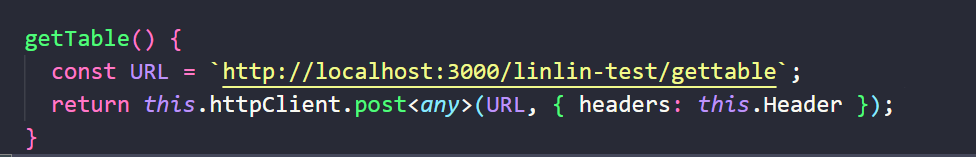 getTable() {
const URL = `http://localhost:3000/linlin-test/gettable`;
return this.httpClient.post<any>(URL, { headers: this.Header });
}